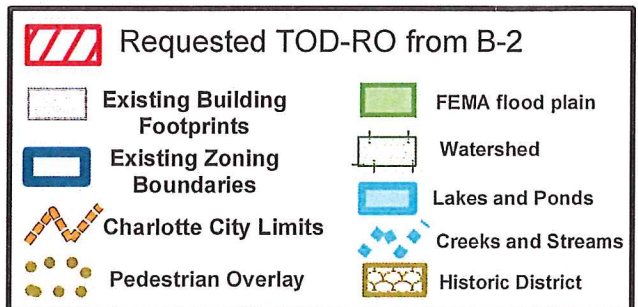 Requested TOD-RO from B-2
Existing Building
Footprints
Existing Zoning
Boundaries
Charlotte City Limits
Pedestrian Overlay
FEMA flood plain
Watershed
Lakes and Ponds
Creeks and Streams
Historic District